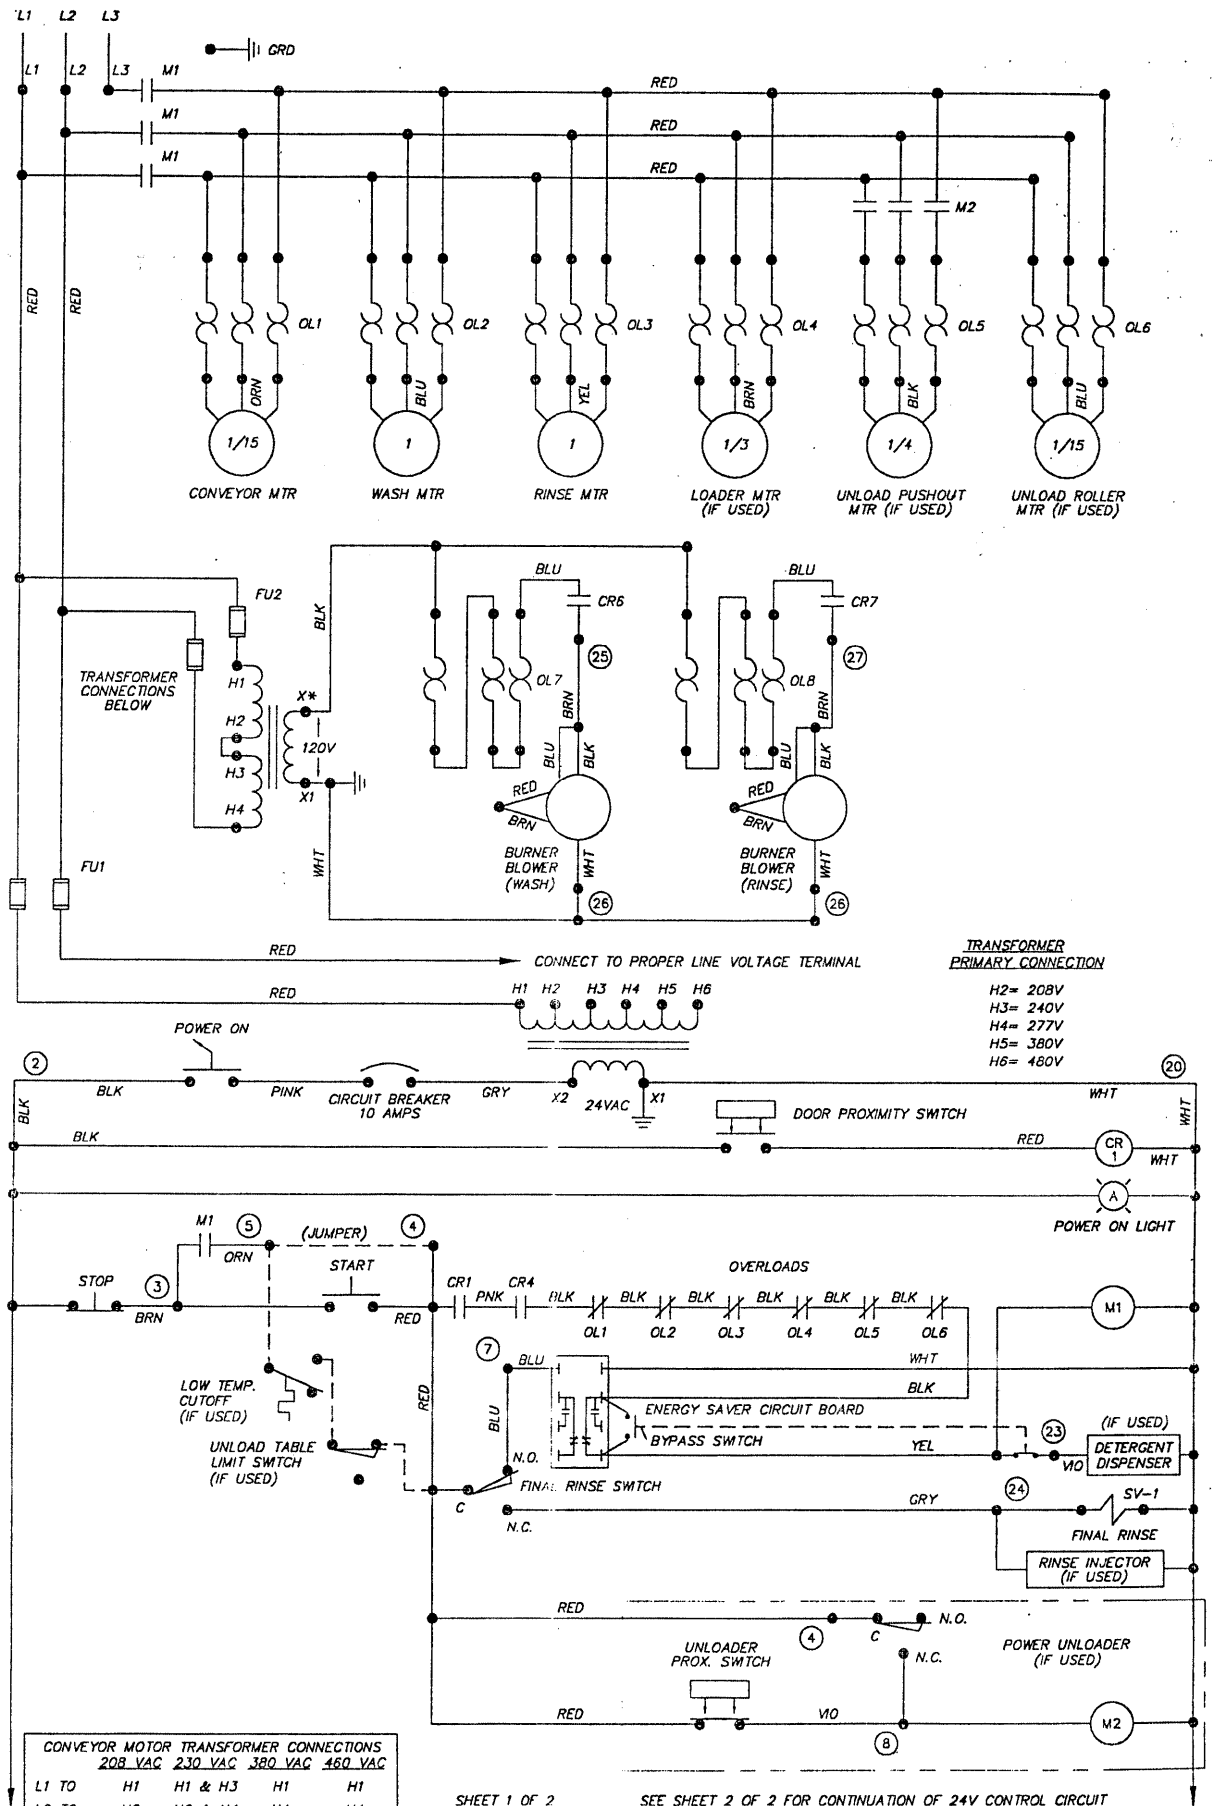 L1 L2 L3
GRD
L1 L2 L3 M1
RED
M1
RED
M1
RED
M2
RED RED
OL1 OL2 OL3 OL4 OL5 OL6
ORN BLU YEL BRN BLK BLU
1/15 1 1 1/3 1/4 1/15
CONVEYOR MTR WASH MTR RINSE MTR LOADER MTR (IF USED) UNLOAD PUSHOUT MTR (IF USED) UNLOAD ROLLER MTR (IF USED)
BLU BLU
FU2 CR6 CR7
BLK
25 27
TRANSFORMER
CONNECTIONS
BELOW
H1 X* OL7 OL8
BRN BRN
H2 120V
BLU BLK BLU BLK
H3
X1 RED RED
H4 BRN BRN
FU1
WHT
BURNER
BLOWER
(WASH)
WHT
BURNER
BLOWER
(RINSE)
WHT
26 26
RED
CONNECT TO PROPER LINE VOLTAGE TERMINAL
TRANSFORMER
PRIMARY CONNECTION
H2= 208V
H3= 240V
H4= 277V
H5= 380V
H6= 480V
RED
H1 H2 H3 H4 H5 H6
POWER ON
2 20
BLK PINK CIRCUIT BREAKER
10 AMPS
GRY X2 24VAC X1 WHT
BLK WHT
DOOR PROXIMITY SWITCH
BLK RED CR
1
WHT
A
POWER ON LIGHT
M1 5 (JUMPER) 4
ORN
START OVERLOADS
STOP 3
BRN RED
CR1 PNK CR4 BLK BLK BLK BLK BLK BLK M1
OL1 OL2 OL3 OL4 OL5 OL6
7 BLU WHT
LOW TEMP.
CUTOFF
(IF USED)
RED BLU BLK
ENERGY SAVER CIRCUIT BOARD
BYPASS SWITCH
UNLOAD TABLE
LIMIT SWITCH
(IF USED)
YEL 23 VIO
(IF USED)
DETERGENT
DISPENSER
N.O.
FINAL RINSE SWITCH
C
N.C.
GRY 24 SV-1
FINAL RINSE
RINSE INJECTOR
(IF USED)
RED
4 C N.O.
N.C.
POWER UNLOADER
(IF USED)
UNLOADER
PROX. SWITCH
RED VIO 8 M2
CONVEYOR MOTOR TRANSFORMER CONNECTIONS
208 VAC 230 VAC 380 VAC 460 VAC
L1 TO H1 H1 & H3 H1 H1
SHEET 1 OF 2
SEE SHEET 2 OF 2 FOR CONTINUATION OF 24V CONTROL CIRCUIT